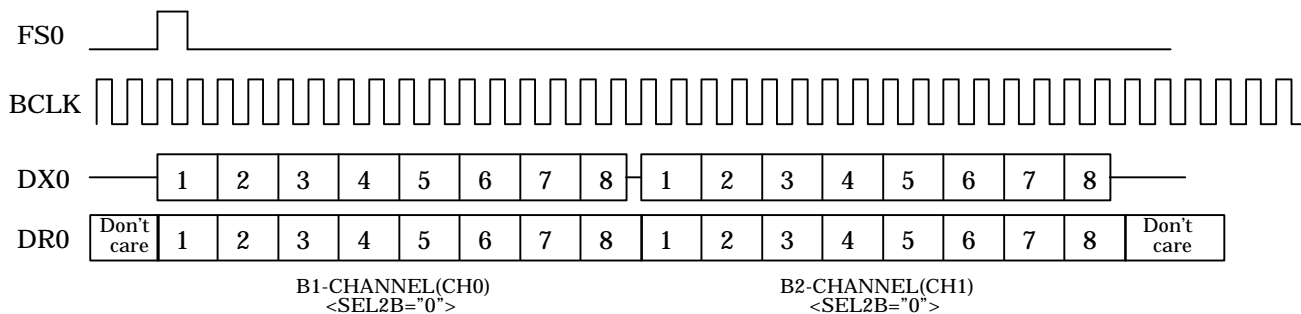 FS0
BCLK
DX0 1 2 3 4 5 6 7 8 1 2 3 4 5 6 7 8
DR0 Don't care 1 2 3 4 5 6 7 8 1 2 3 4 5 6 7 8 Don't care
B1-CHANNEL(CH0) B2-CHANNEL(CH1)
<SEL2B="0"> <SEL2B="0">